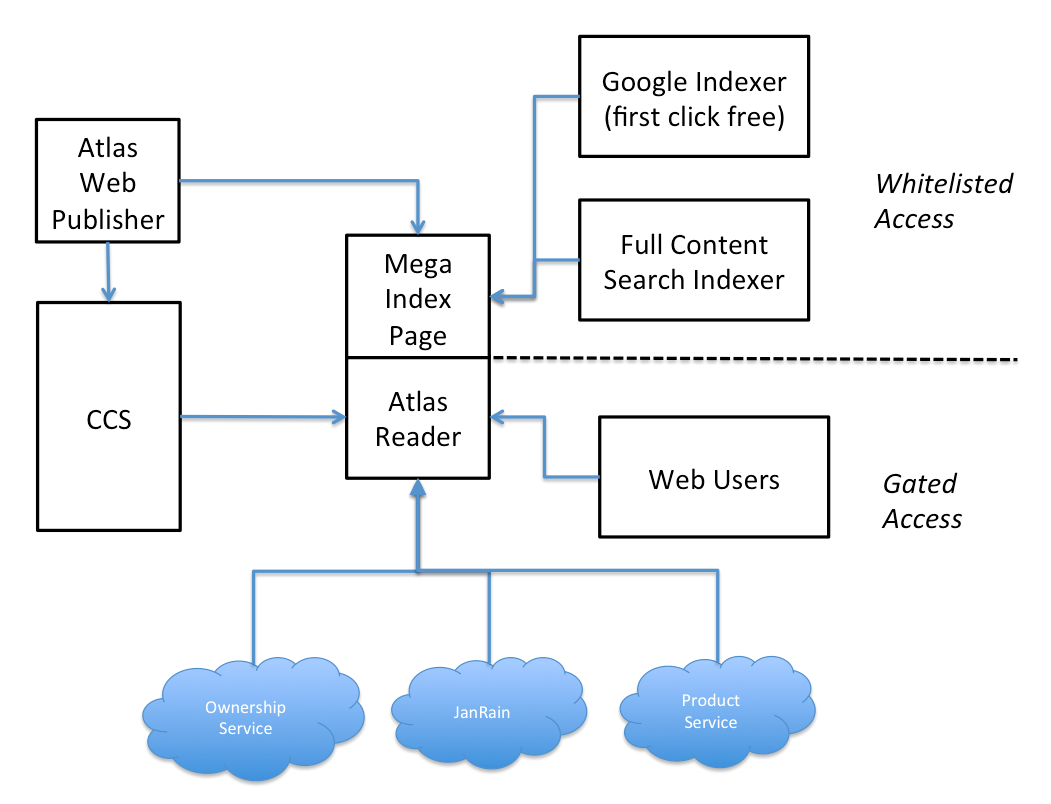 Google Indexer
(first click free)
Atlas
Web
Publisher
Whitelisted
Access
Full Content
Search Indexer
Mega
Index
Page
CCS
Atlas
Reader
Web Users
Gated
Access
Ownership
Service
JanRain
Product
Service